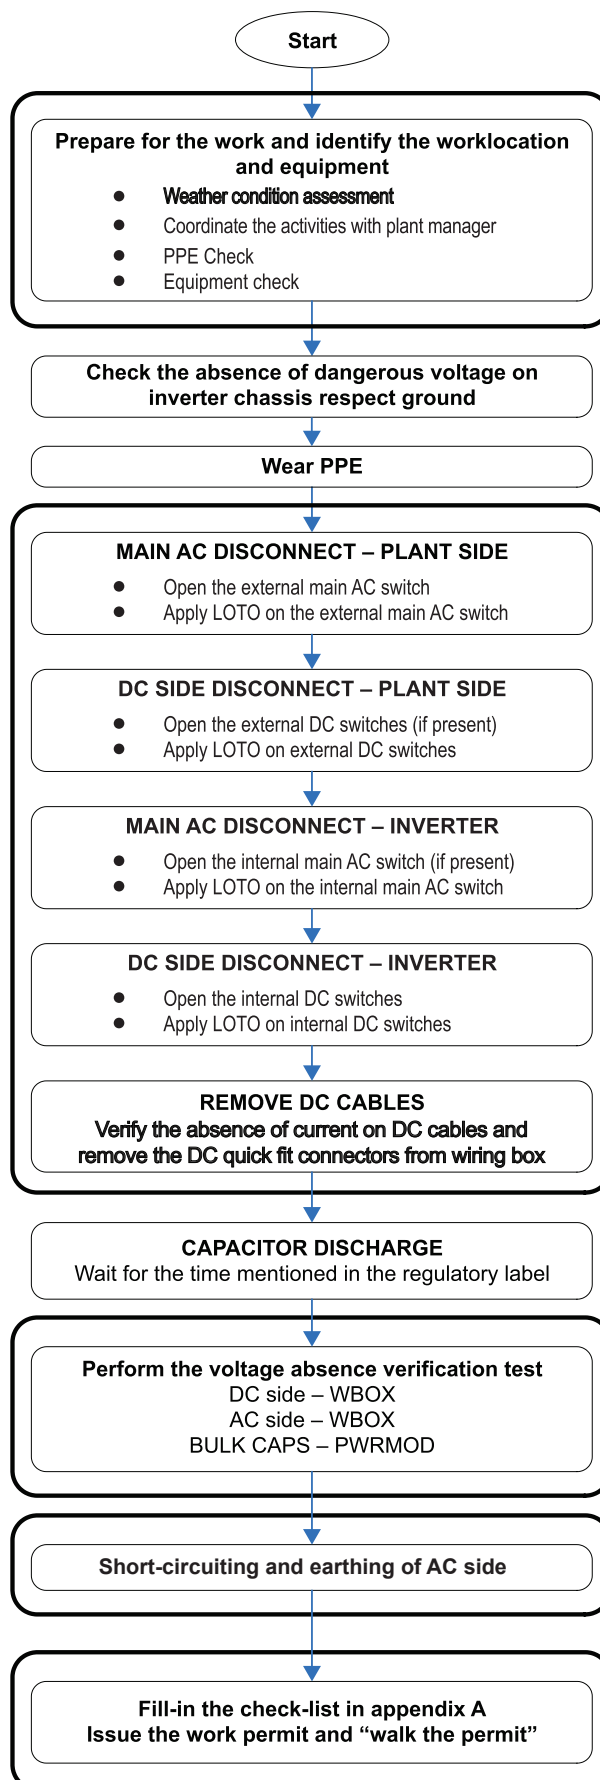 Start
Prepare for the work and identify the worklocation
and equipment
● Weather condition assessment
● Coordinate the activities with plant manager
● PPE Check
● Equipment check
Check the absence of dangerous voltage on
inverter chassis respect ground
Wear PPE
MAIN AC DISCONNECT – PLANT SIDE
● Open the external main AC switch
● Apply LOTO on the external main AC switch
DC SIDE DISCONNECT – PLANT SIDE
● Open the external DC switches (if present)
● Apply LOTO on external DC switches
MAIN AC DISCONNECT – INVERTER
● Open the internal main AC switch (if present)
● Apply LOTO on the internal main AC switch
DC SIDE DISCONNECT – INVERTER
● Open the internal DC switches
● Apply LOTO on internal DC switches
REMOVE DC CABLES
Verify the absence of current on DC cables and
remove the DC quick fit connectors from wiring box
CAPACITOR DISCHARGE
Wait for the time mentioned in the regulatory label
Perform the voltage absence verification test
DC side – WBOX
AC side – WBOX
BULK CAPS – PWRMOD
Short-circuiting and earthing of AC side
Fill-in the check-list in appendix A
Issue the work permit and “walk the permit”